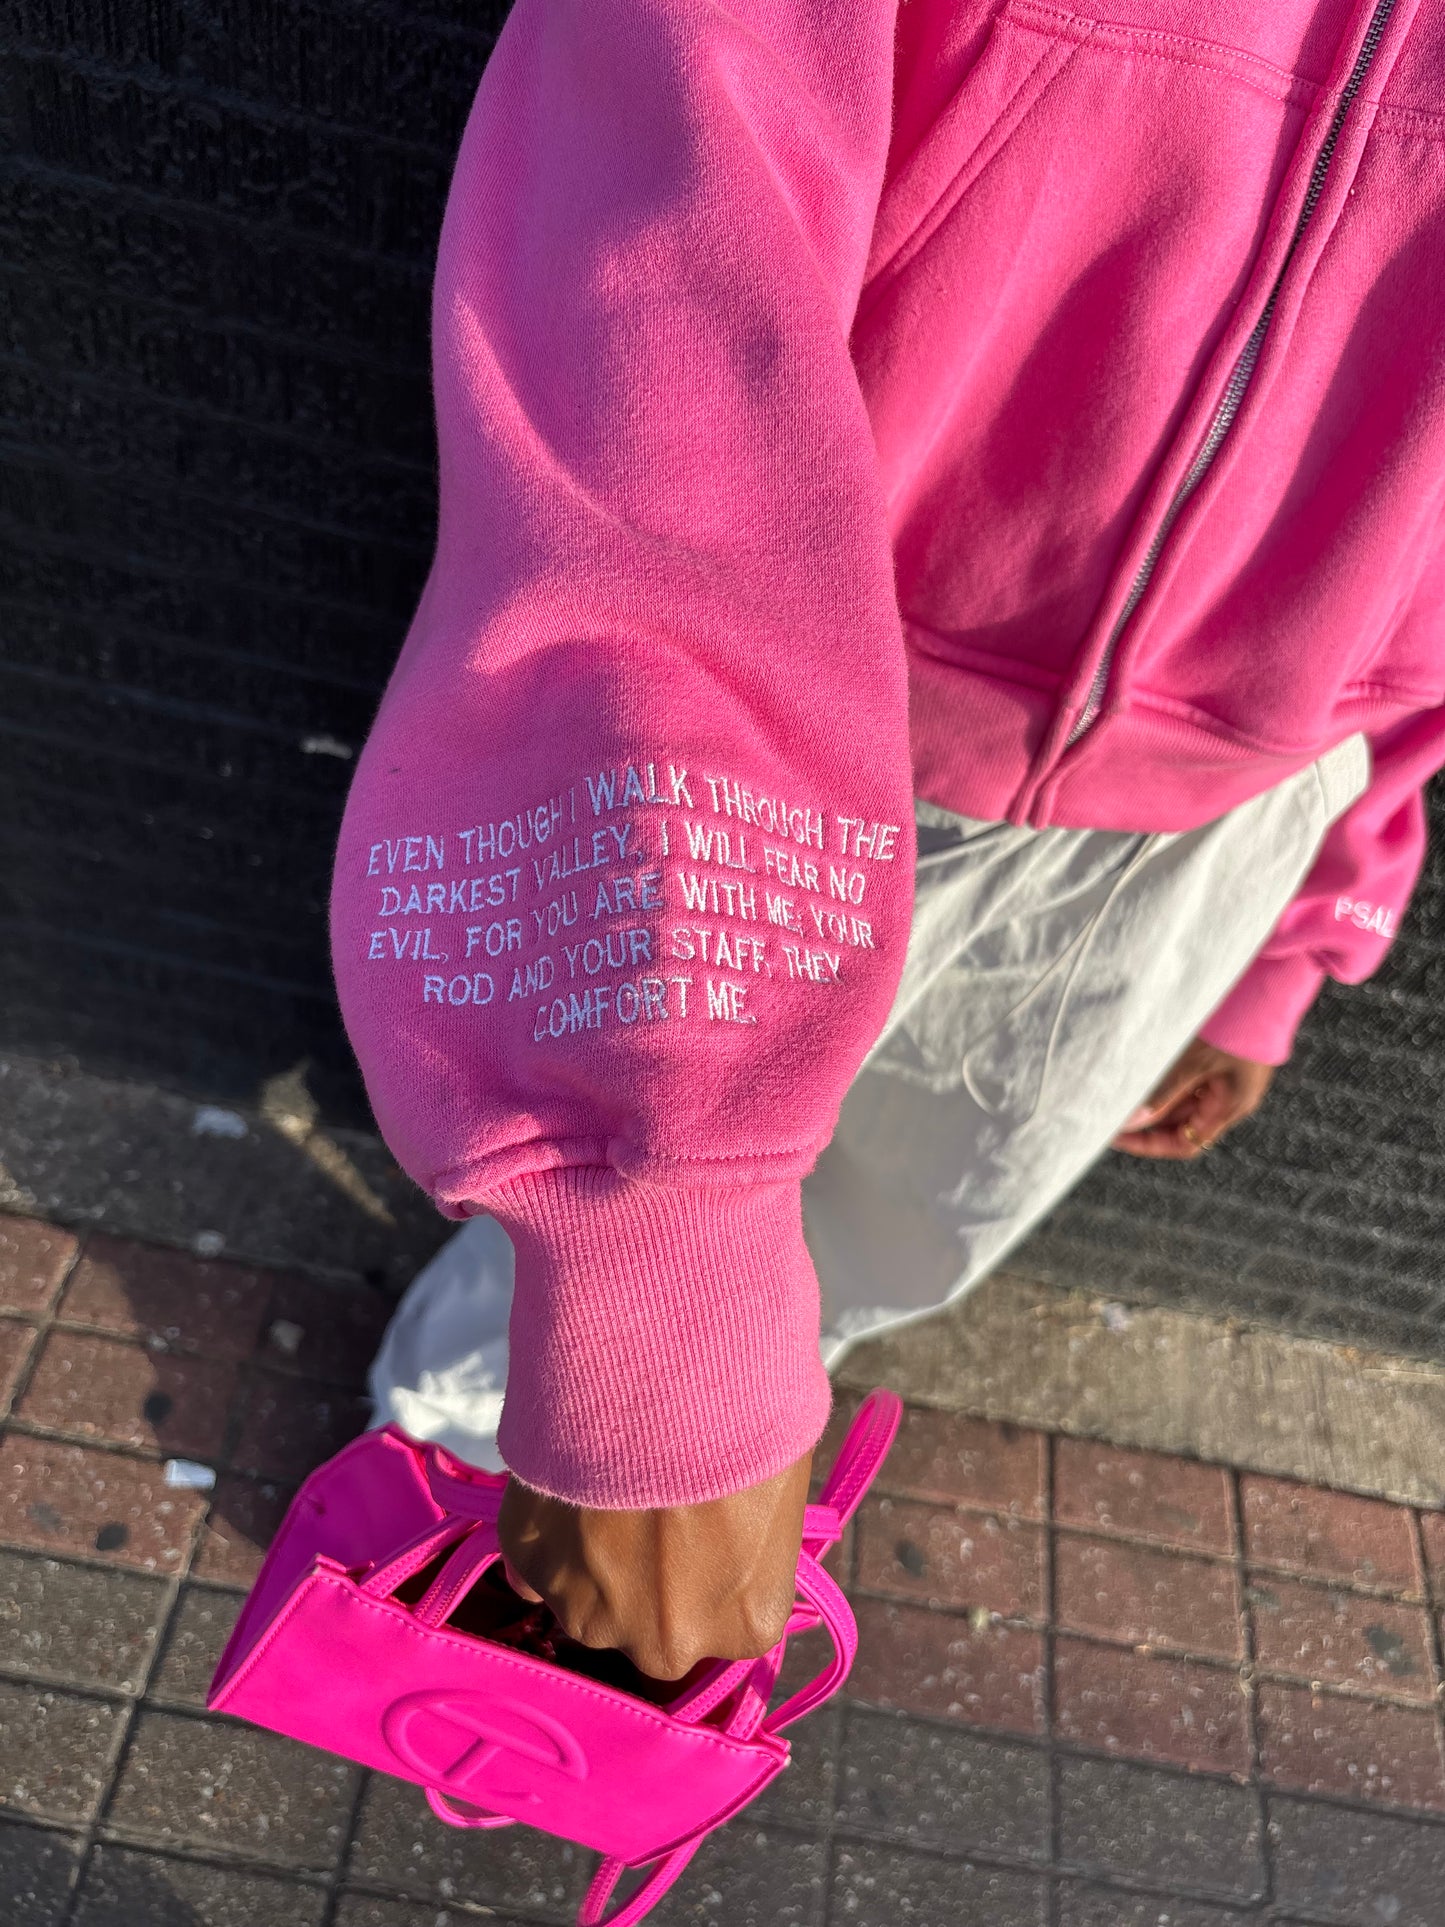 EVEN THOUGH I WALK THROUGH THE
DARKEST VALLEY, I WILL FEAR NO
EVIL, FOR YOU ARE WITH ME; YOUR
ROD AND YOUR STAFF, THEY
COMFORT ME.
PSAL